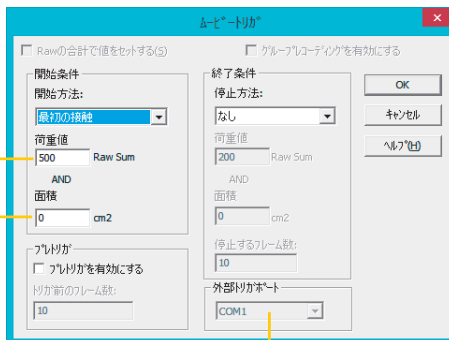 ﾑｰﾋﾞｰﾄﾘｶﾞ
Rawの合計で値をセットする(S)
ｸﾞﾙｰﾌﾟﾚｺｰﾃﾞｨﾝｸﾞを有効にする
開始条件
開始方法:
最初の接触
荷重値
500 Raw Sum
AND
面積
0 cm2
ﾌﾟﾚﾄﾘｶﾞ
ﾌﾟﾚﾄﾘｶﾞを有効にする
ﾄﾘｶﾞ前のﾌﾚｰﾑ数:
10
終了条件
停止方法:
なし
荷重値
200 Raw Sum
AND
面積
0 cm2
停止するﾌﾚｰﾑ数:
10
外部ﾄﾘｶﾞﾎﾟｰﾄ
COM1
OK
ｷｬﾝｾﾙ
ﾍﾙﾌﾟ(H)